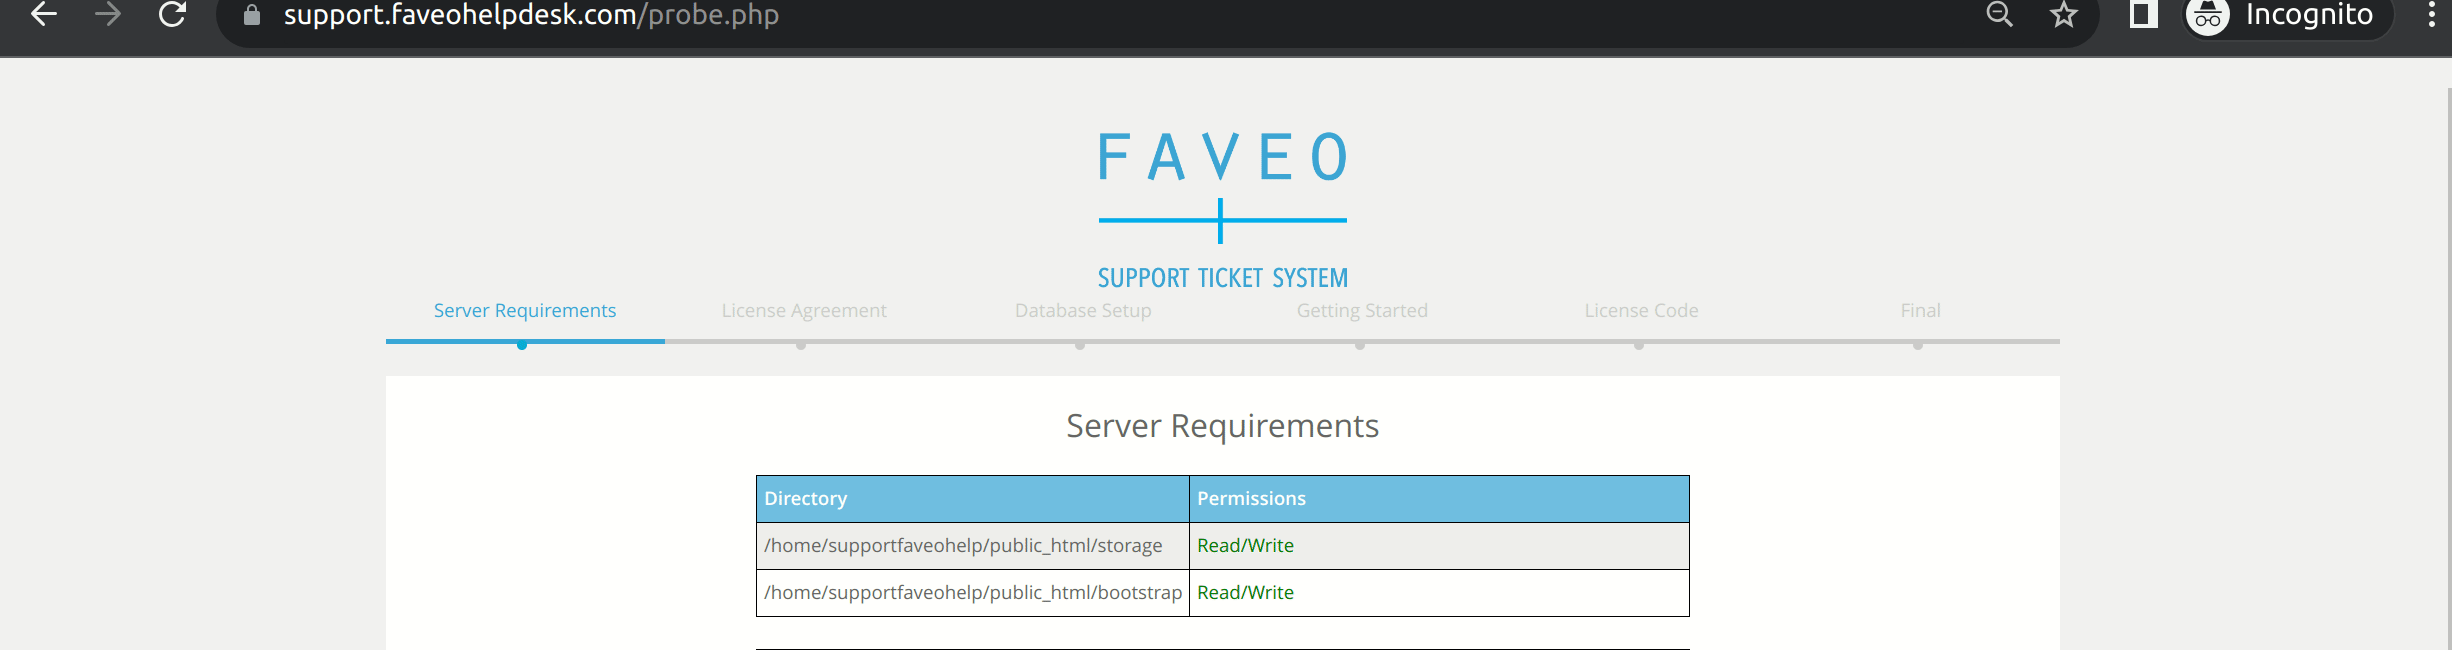 support.faveohelpdesk.com/probe.php Incognito
FAVEO
SUPPORT TICKET SYSTEM
Server Requirements License Agreement Database Setup Getting Started License Code Final
Server Requirements
Directory Permissions
/home/supportfaveohelp/public_html/storage Read/Write
/home/supportfaveohelp/public_html/bootstrap Read/Write